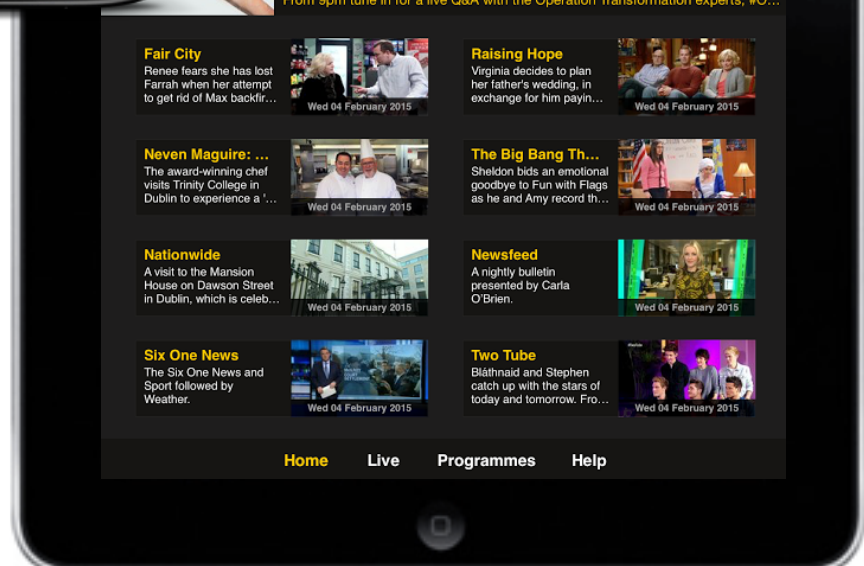 From 9pm tune in for a live Q&A with the Operation Transformation experts, #O...
Fair City
Renee fears she has lost
Farrah when her attempt
to get rid of Max backfir...
Wed 04 February 2015
Raising Hope
Virginia decides to plan
her father's wedding, in
exchange for him payin...
Wed 04 February 2015
Neven Maguire: ...
The award-winning chef
visits Trinity College in
Dublin to experience a '...
Wed 04 February 2015
The Big Bang Th...
Sheldon bids an emotional
goodbye to Fun with Flags
as he and Amy record th...
Wed 04 February 2015
Nationwide
A visit to the Mansion
House on Dawson Street
in Dublin, which is celeb...
Wed 04 February 2015
Newsfeed
A nightly bulletin
presented by Carla
O'Brien.
Wed 04 February 2015
Six One News
The Six One News and
Sport followed by
Weather.
Wed 04 February 2015
Two Tube
Bláthnaid and Stephen
catch up with the stars of
today and tomorrow. Fro...
Wed 04 February 2015
Home Live Programmes Help